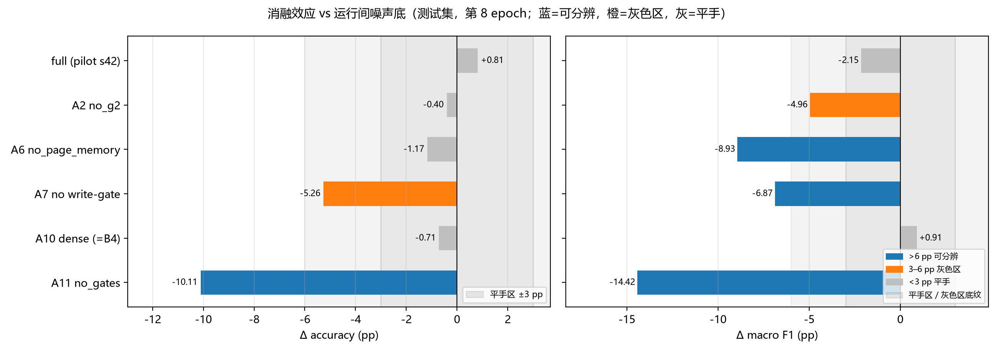 消融效应 vs 运行间噪声底（测试集，第 8 epoch；蓝=可分辨，橙=灰色区，灰=平手）
full (pilot s42)
A2 no_g2
A6 no_page_memory
A7 no write-gate
A10 dense (=B4)
A11 no_gates
+0.81
-0.40
-1.17
-5.26
-0.71
-10.11
平手区 ±3 pp
-12 -10 -8 -6 -4 -2 0 2
Δ accuracy (pp)
-2.15
-4.96
-8.93
-6.87
+0.91
-14.42
>6 pp 可分辨
3–6 pp 灰色区
<3 pp 平手
平手区 / 灰色区底纹
-15 -10 -5 0
Δ macro F1 (pp)